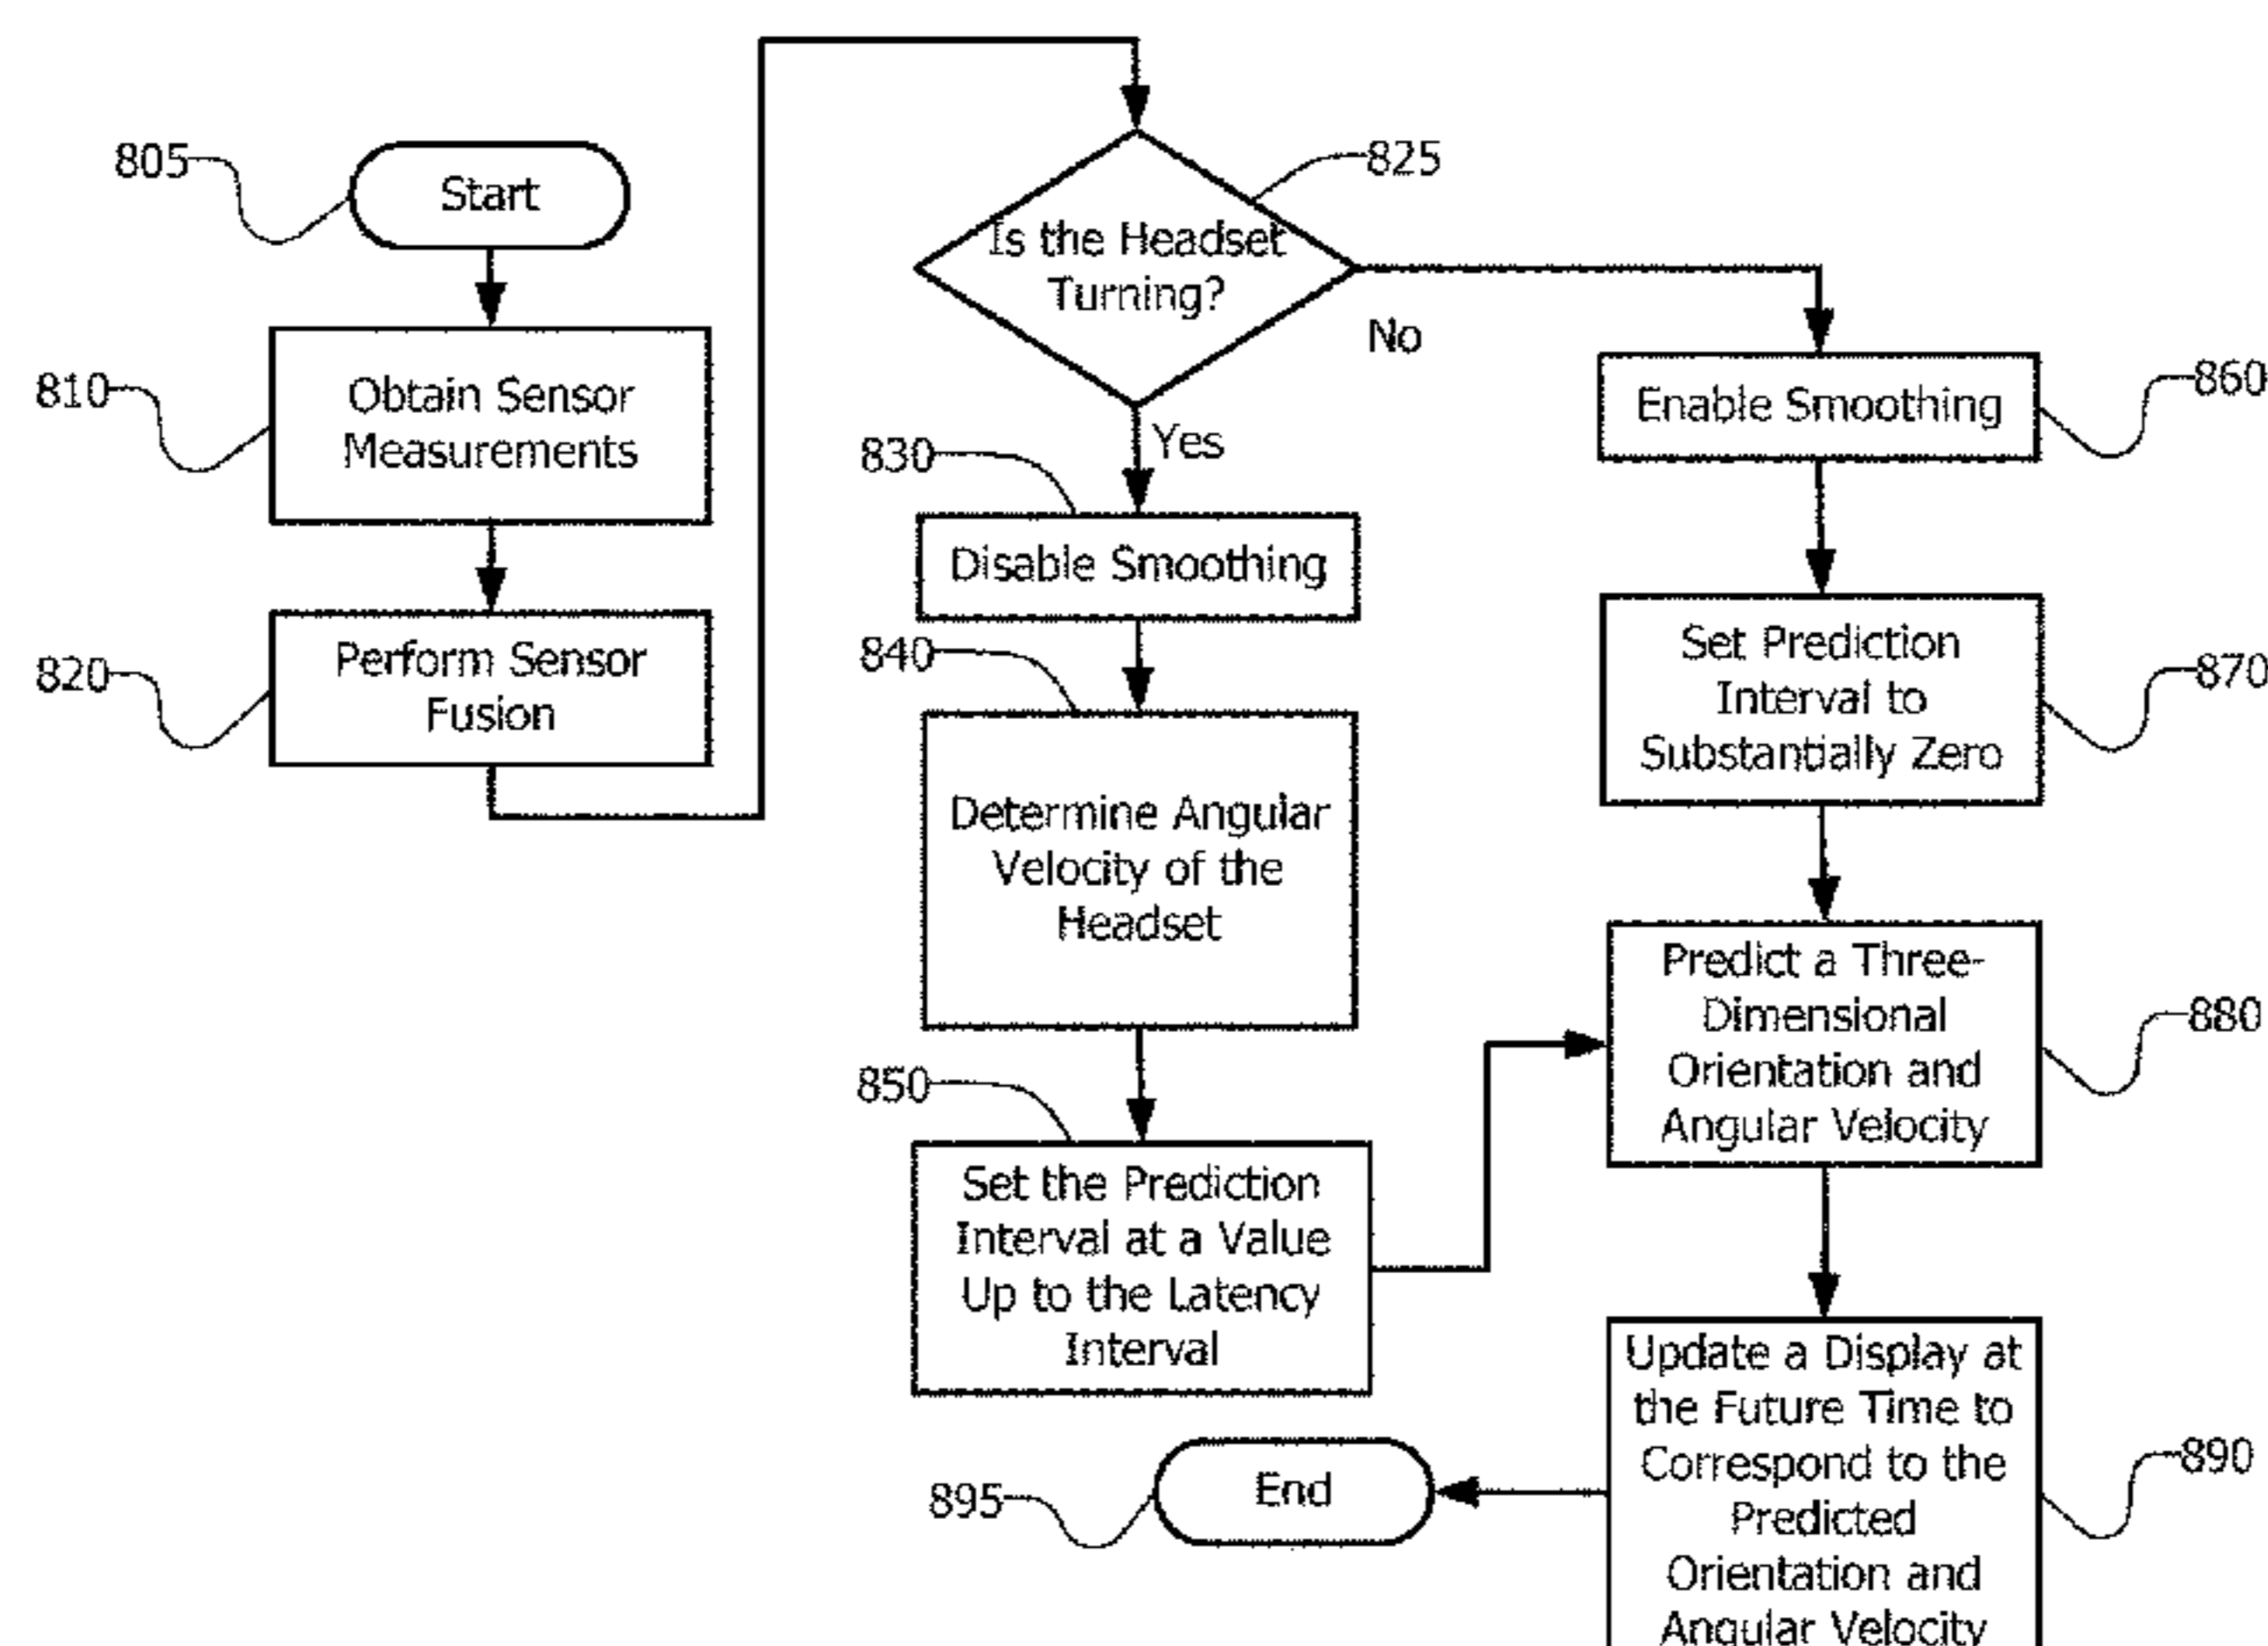 805
Start
810
Obtain Sensor
Measurements
820
Perform Sensor
Fusion
825
Is the Headset
Turning?
No
Yes
830
Disable Smoothing
840
Determine Angular
Velocity of the
Headset
850
Set the Prediction
Interval at a Value
Up to the Latency
Interval
860
Enable Smoothing
870
Set Prediction
Interval to
Substantially Zero
880
Predict a Three-
Dimensional
Orientation and
Angular Velocity
890
Update a Display at
the Future Time to
Correspond to the
Predicted
Orientation and
Angular Velocity
895
End